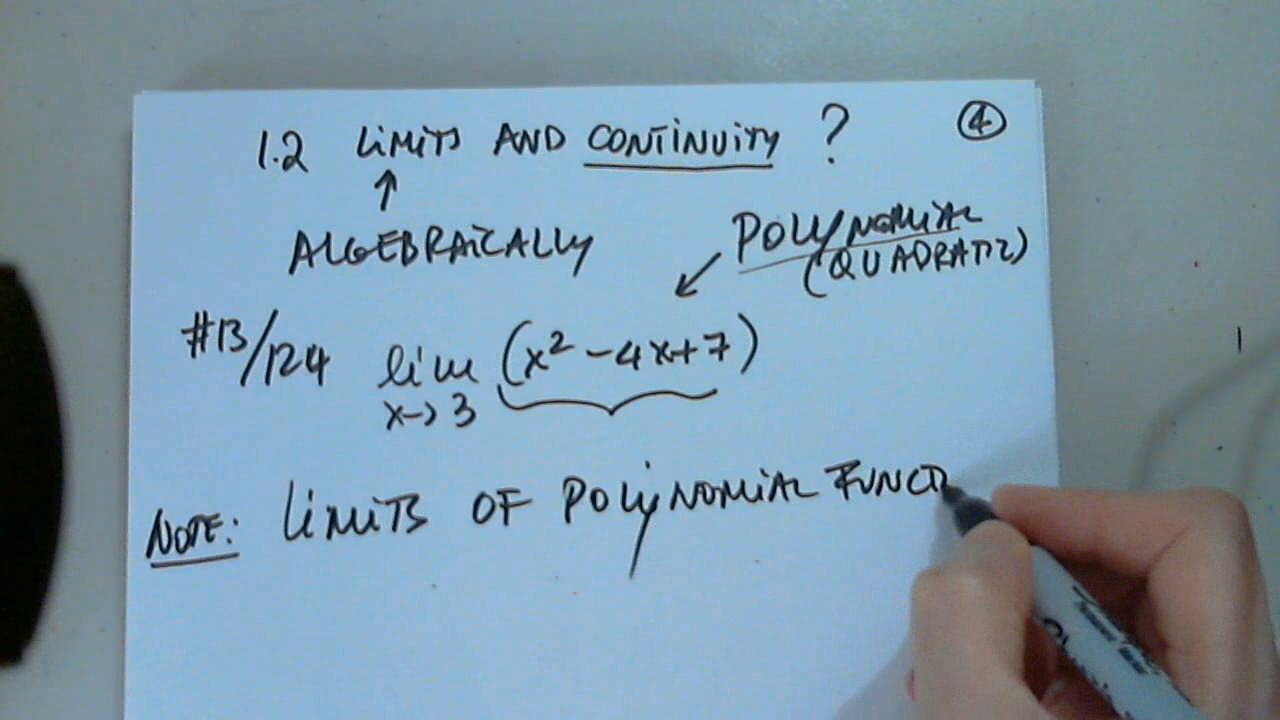 1.2 LIMITS AND CONTINUITY ? 4
↑
ALGEBRAICALLY
POLYNOMIAL
(QUADRATIC)
#13/124 lim (x² - 4x + 7)
x→3
NOTE: LIMITS OF POLYNOMIAL FUNCTI